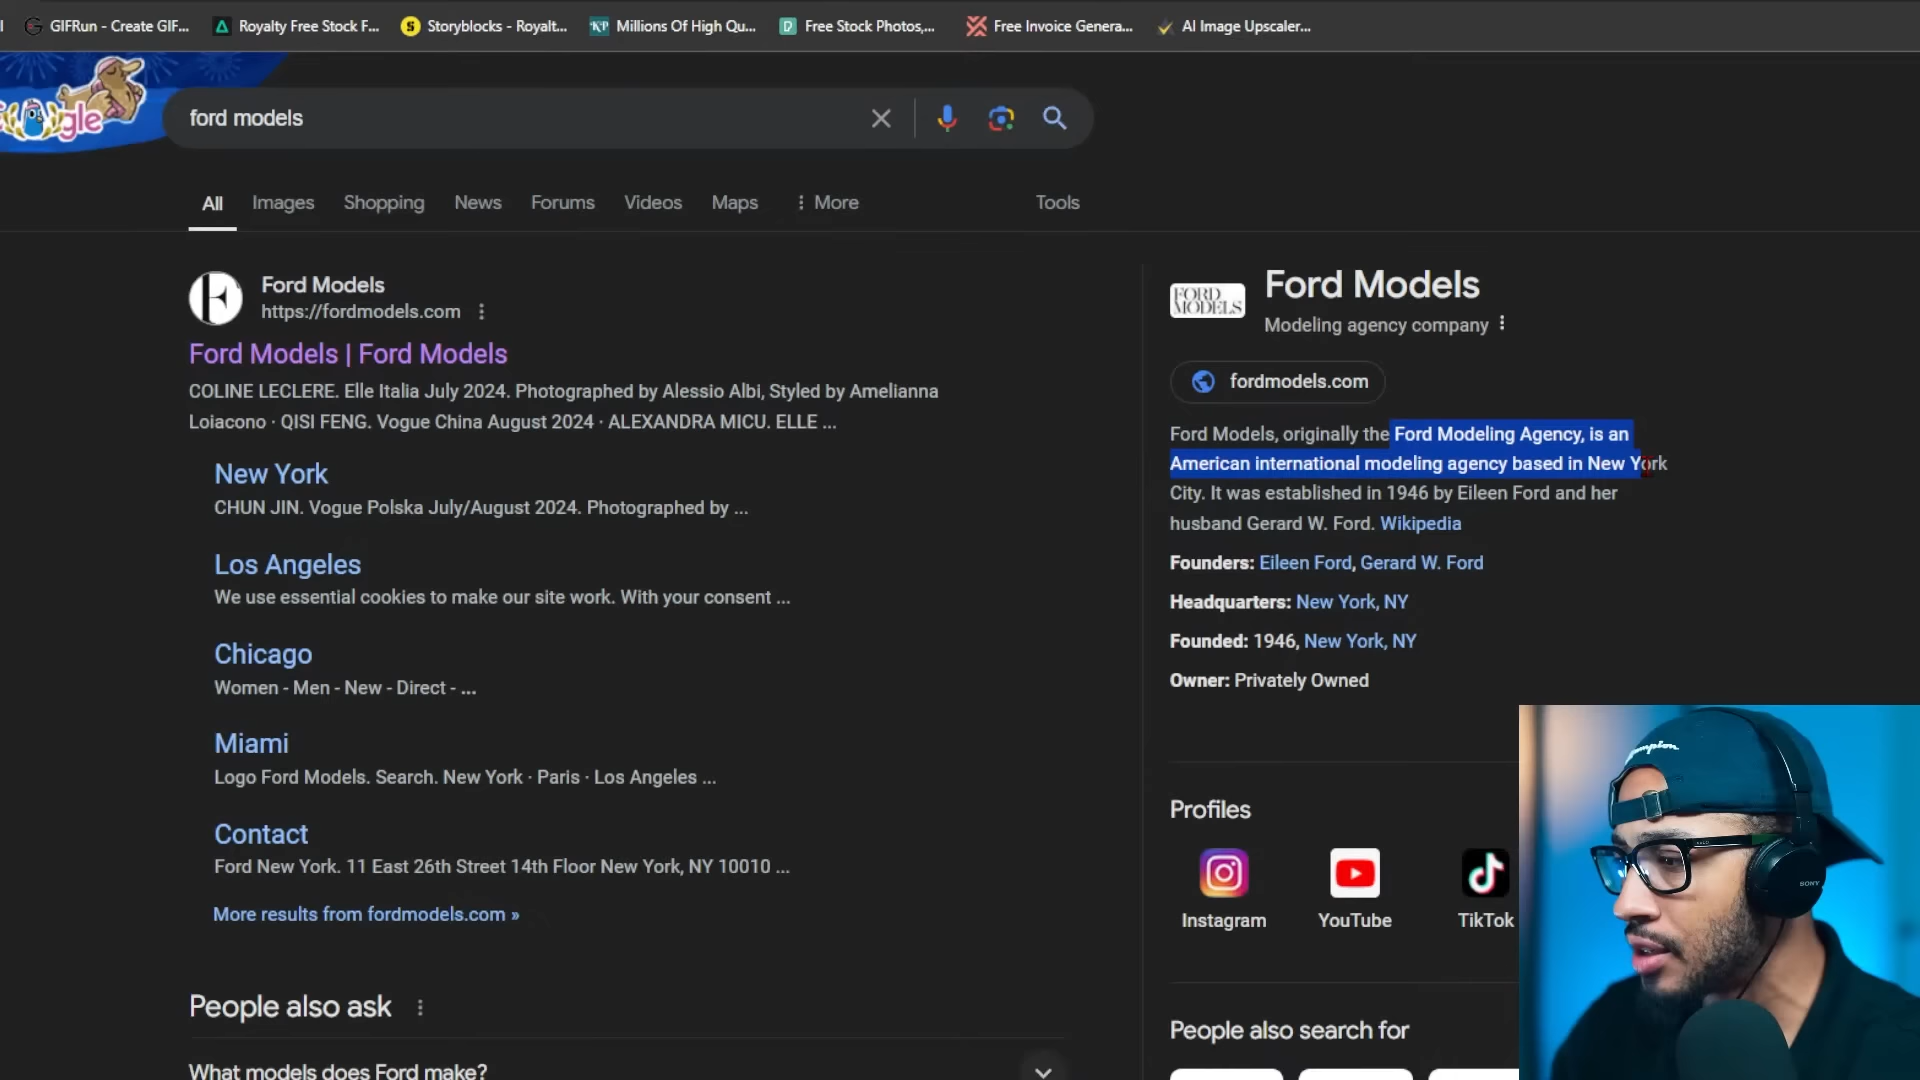 GIFRun - Create GIF...
Royalty Free Stock F...
Storyblocks - Royalt...
Millions Of High Qu...
Free Stock Photos,...
Free Invoice Genera...
AI Image Upscaler...
ford models
All
Images
Shopping
News
Forums
Videos
Maps
More
Tools
Ford Models
https://fordmodels.com
Ford Models | Ford Models
COLINE LECLERE. Elle Italia July 2024. Photographed by Alessio Albi, Styled by Amelianna
Loiacono · QISI FENG. Vogue China August 2024 · ALEXANDRA MICU. ELLE ...
New York
CHUN JIN. Vogue Polska July/August 2024. Photographed by ...
Los Angeles
We use essential cookies to make our site work. With your consent ...
Chicago
Women - Men - New - Direct - ...
Miami
Logo Ford Models. Search. New York · Paris · Los Angeles ...
Contact
Ford New York. 11 East 26th Street 14th Floor New York, NY 10010 ...
More results from fordmodels.com »
People also ask
What models does Ford make?
FORD
MODELS
Ford Models
Modeling agency company
fordmodels.com
Ford Models, originally the Ford Modeling Agency, is an
American international modeling agency based in New York
City. It was established in 1946 by Eileen Ford and her
husband Gerard W. Ford. Wikipedia
Founders: Eileen Ford, Gerard W. Ford
Headquarters: New York, NY
Founded: 1946, New York, NY
Owner: Privately Owned
Profiles
Instagram
YouTube
TikTok
People also search for
Champion
SONY